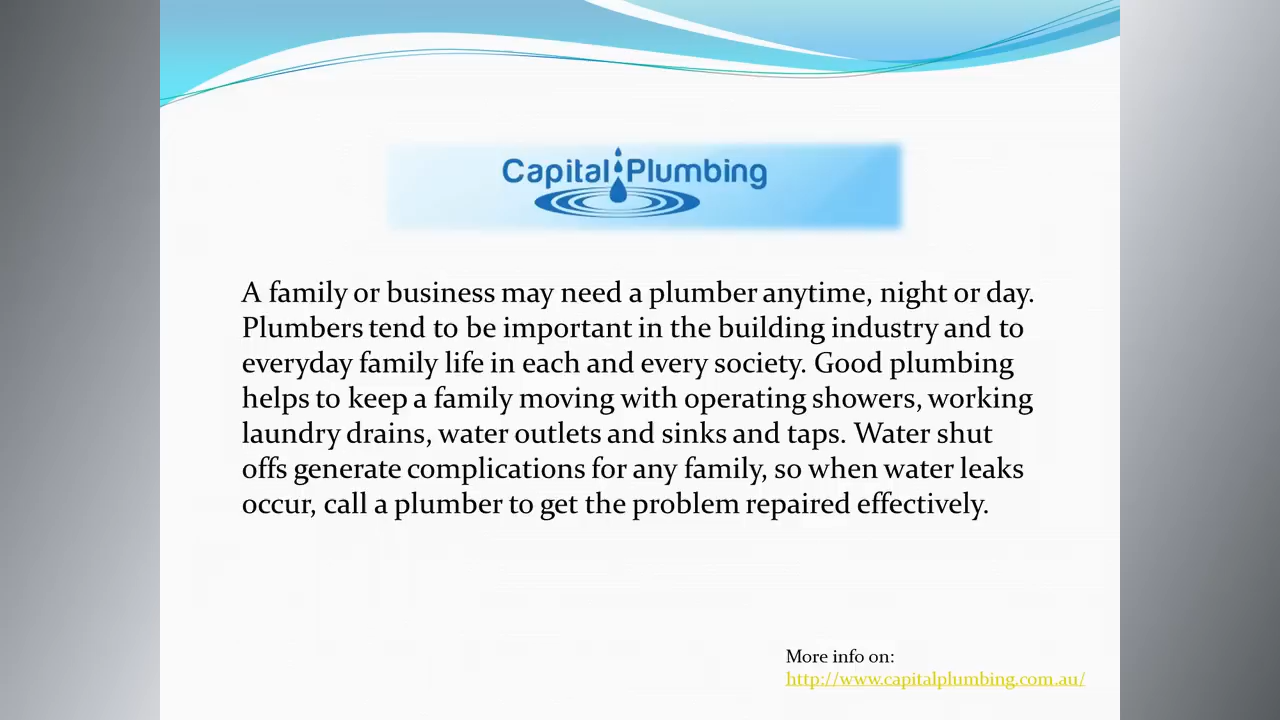 Capital Plumbing
A family or business may need a plumber anytime, night or day.
Plumbers tend to be important in the building industry and to
everyday family life in each and every society. Good plumbing
helps to keep a family moving with operating showers, working
laundry drains, water outlets and sinks and taps. Water shut
offs generate complications for any family, so when water leaks
occur, call a plumber to get the problem repaired effectively.
More info on:
http://www.capitalplumbing.com.au/